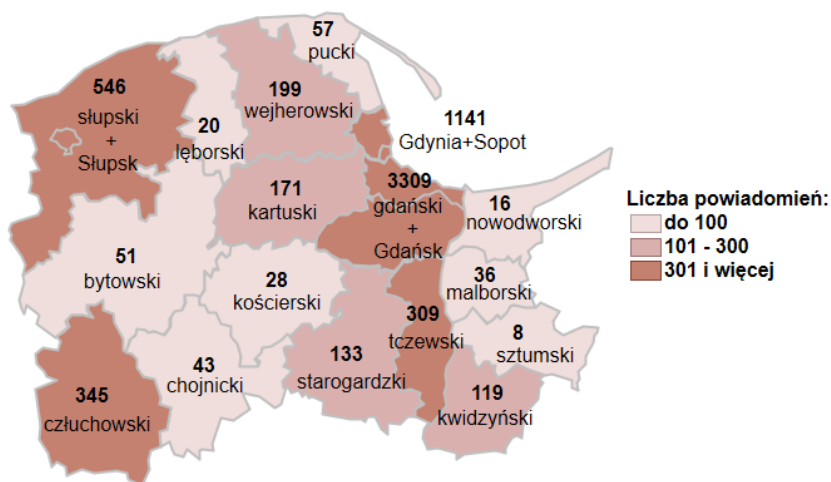 57
pucki
546
słupski
+
Słupsk
199
wejherowski
20
lęborski
1141
Gdynia+Sopot
171
kartuski
3309
gdański
+
Gdańsk
16
nowodworski
Liczba powiadomień:
do 100
101 - 300
301 i więcej
51
bytowski
28
kościerski
36
malborski
309
tczewski
8
sztumski
43
chojnicki
133
starogardzki
345
człuchowski
119
kwidzyński